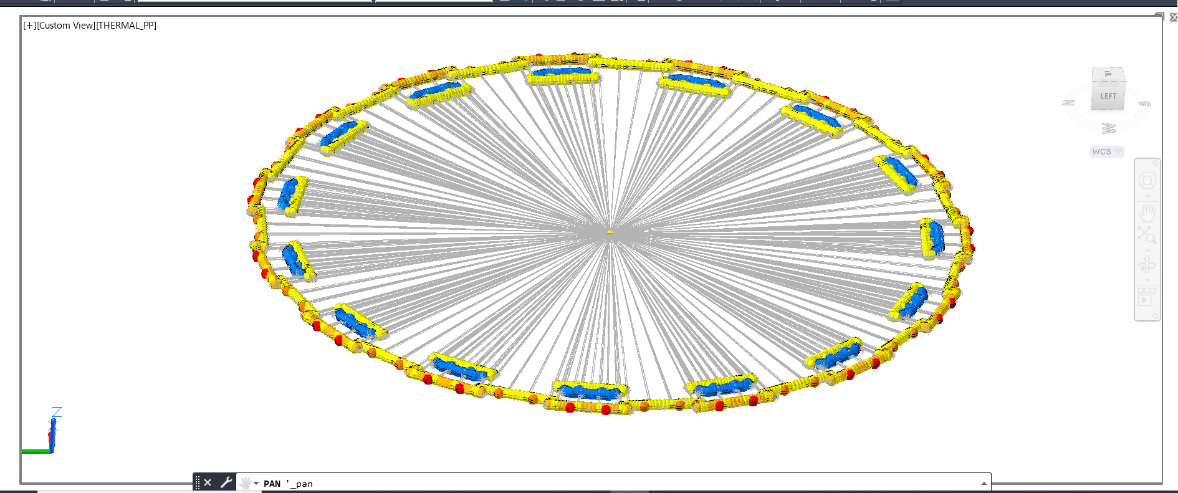 [+][Custom View][THERMAL_PP]
LEFT
W
WCS
Z
PAN '_pan